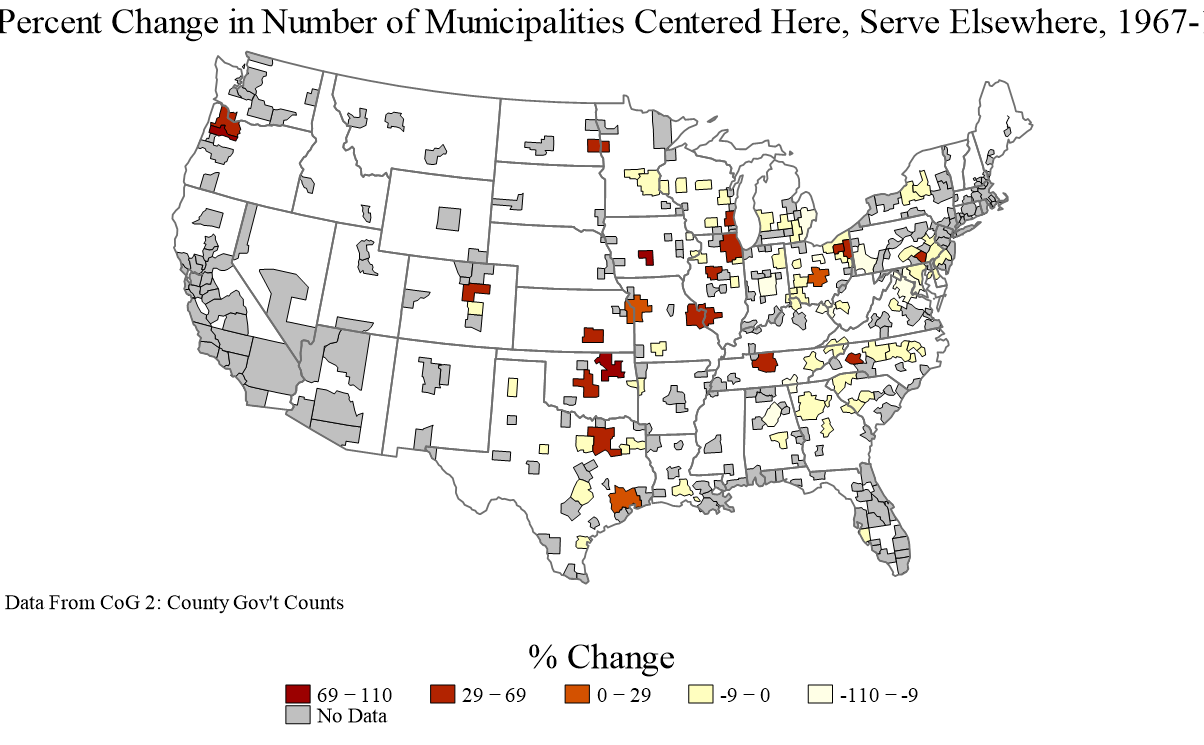 Percent Change in Number of Municipalities Centered Here, Serve Elsewhere, 1967-
Data From CoG 2: County Gov't Counts
% Change
69 − 110
29 − 69
0 − 29
-9 − 0
-110 − -9
No Data